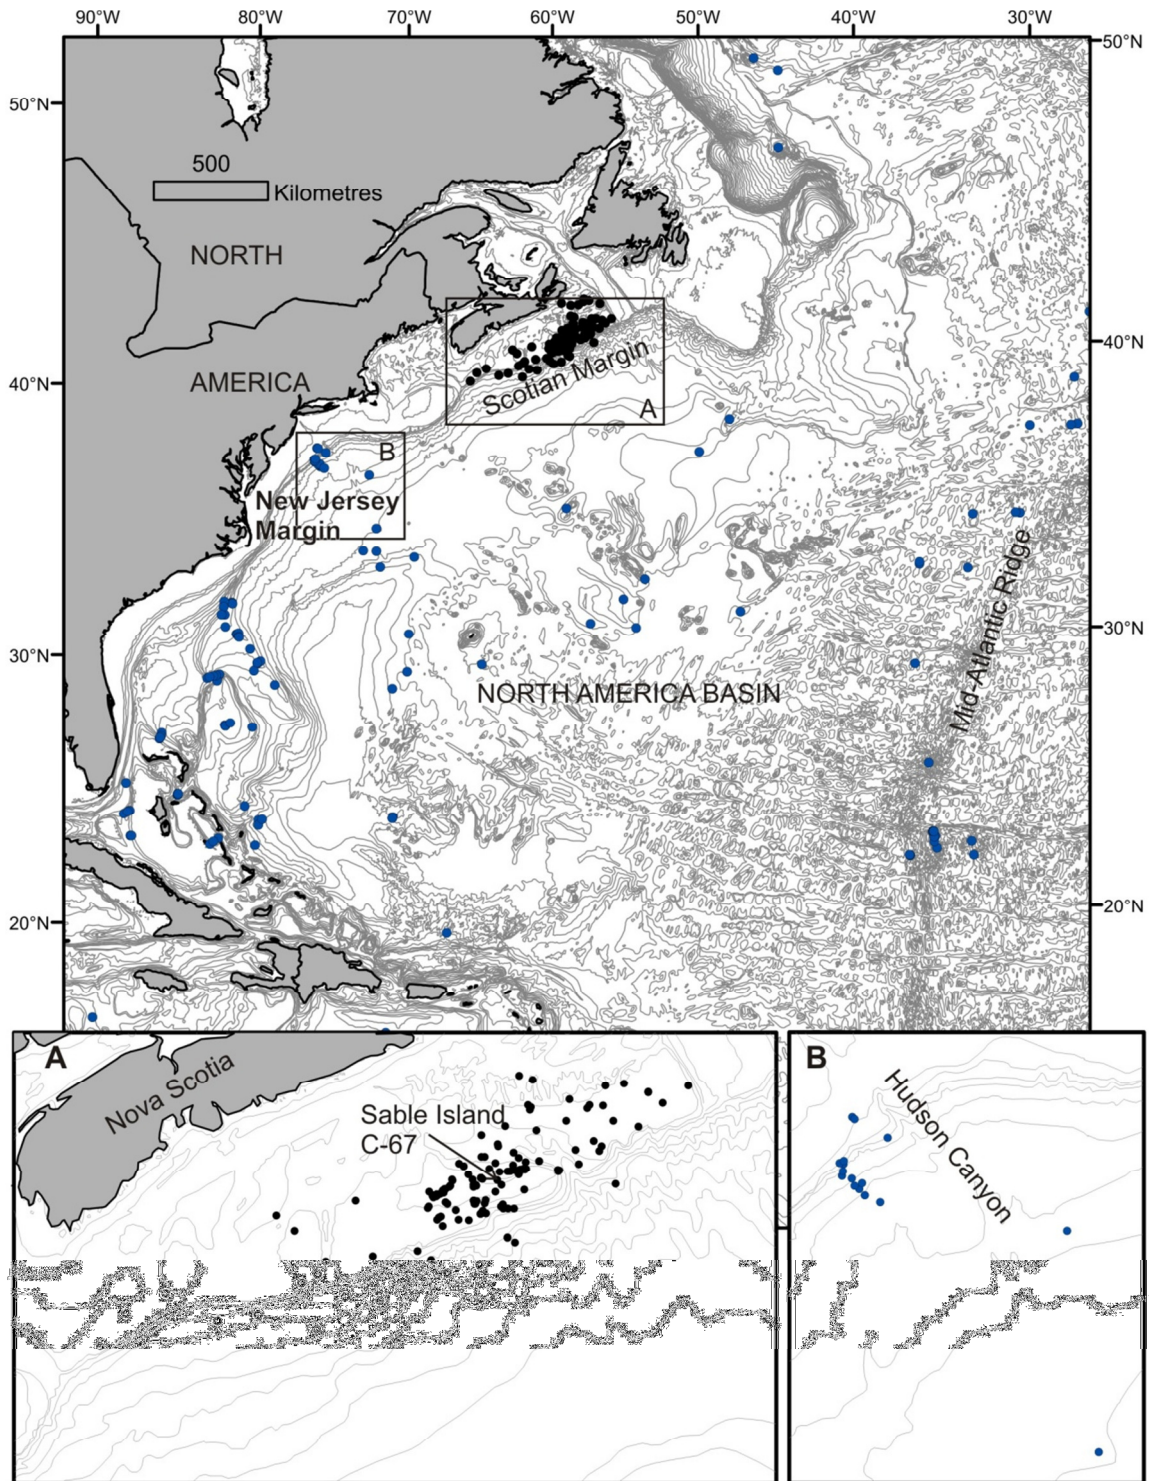 90°W 80°W 70°W 60°W 50°W 40°W 30°W
50°N
50°N
500
Kilometres
NORTH
AMERICA
40°N
40°N
Scotian Margin
A
B
New Jersey
Margin
30°N
30°N
NORTH AMERICA BASIN
Mid-Atlantic Ridge
20°N
20°N
A
Nova Scotia
Sable Island
C-67
B
Hudson Canyon